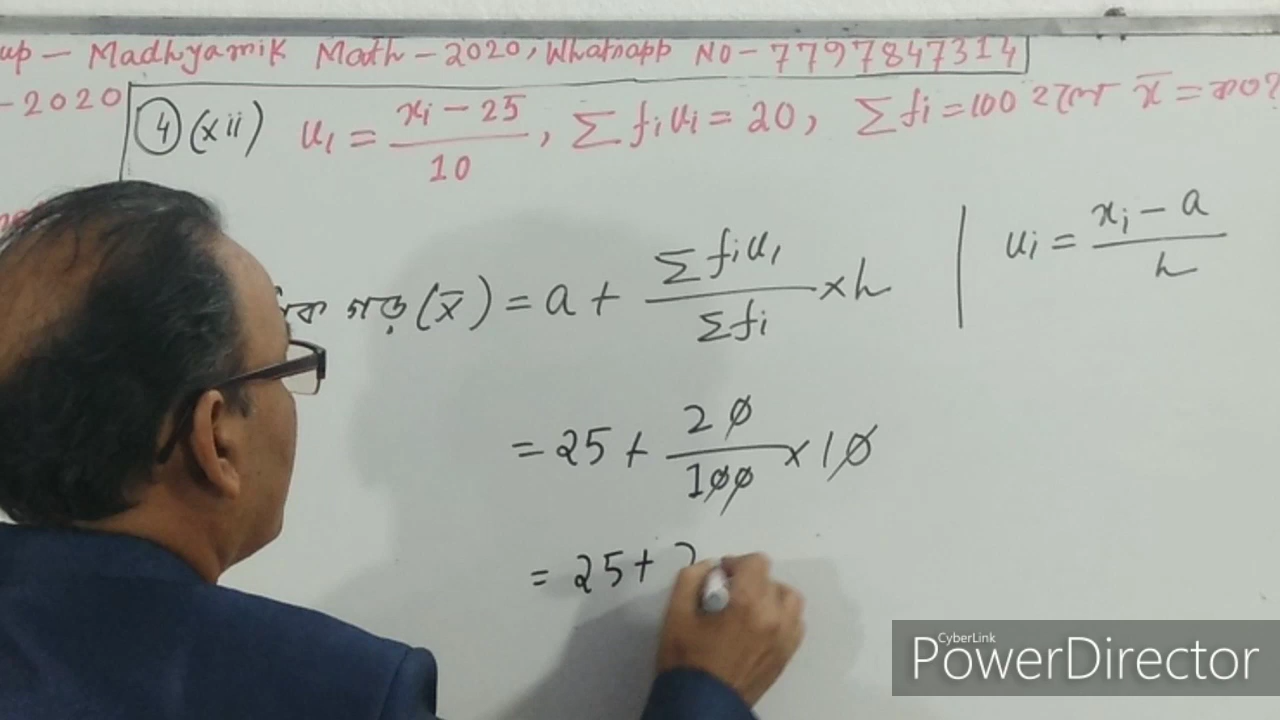 up - Madhyamik Math - 2020, Whatsapp NO - 7797847314
- 2020
④(xii) u₁ = (xᵢ - 25)/10, Σfᵢuᵢ = 20, Σfᵢ = 100 হলে x̄ = কত?
গড় (x̄) = a + Σfᵢu₁/Σfᵢ × h | uᵢ = (xᵢ - a)/h
= 25 + 20/100 × 10
= 25 + 2
CyberLink
PowerDirector